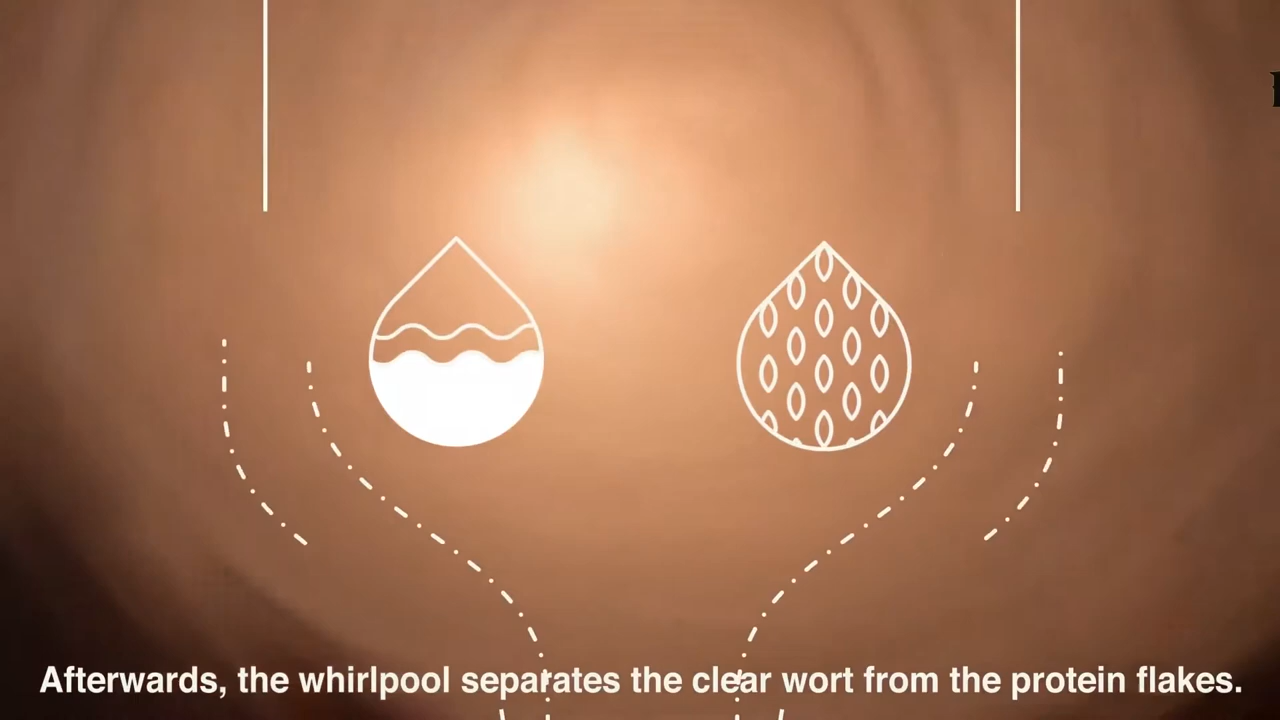 Afterwards, the whirlpool separates the clear wort from the protein flakes.